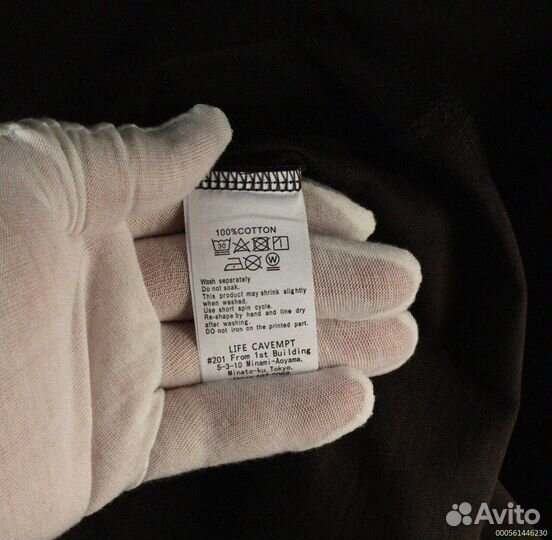 100%COTTON
30
W
Wash separately
Do not soak.
This product may shrink slightly
when washed.
Use short spin cycle.
Re-shape by hand and line dry
after washing.
DO not iron on the printed part.
LIFE CAVEMPT
#201 From 1st Building
5-3-10 Minami-Aoyama,
Minato-ku, Tokyo,
Avito
000561446230